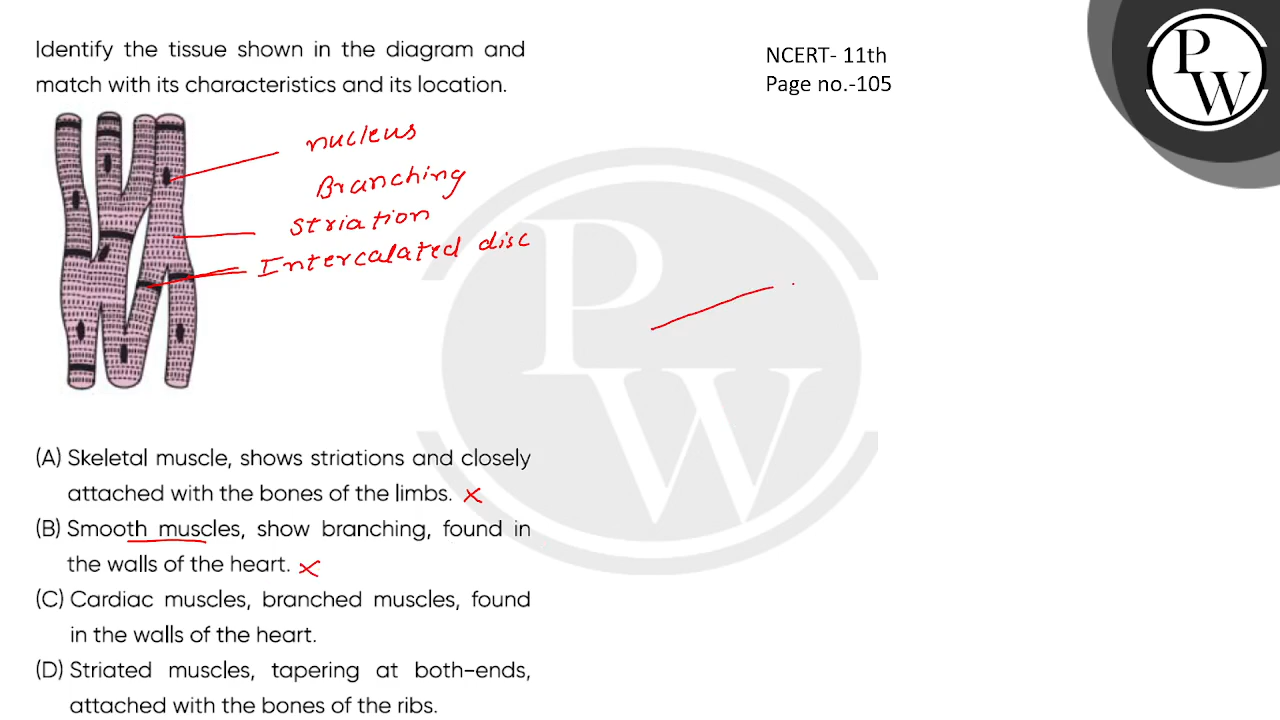 Identify the tissue shown in the diagram and
match with its characteristics and its location.
NCERT- 11th
Page no.-105
P
W
nucleus
Branching
Striation
Intercalated disc
PW
(A) Skeletal muscle, shows striations and closely
attached with the bones of the limbs. ×
(B) Smooth muscles, show branching, found in
the walls of the heart. ×
(C) Cardiac muscles, branched muscles, found
in the walls of the heart.
(D) Striated muscles, tapering at both-ends,
attached with the bones of the ribs.